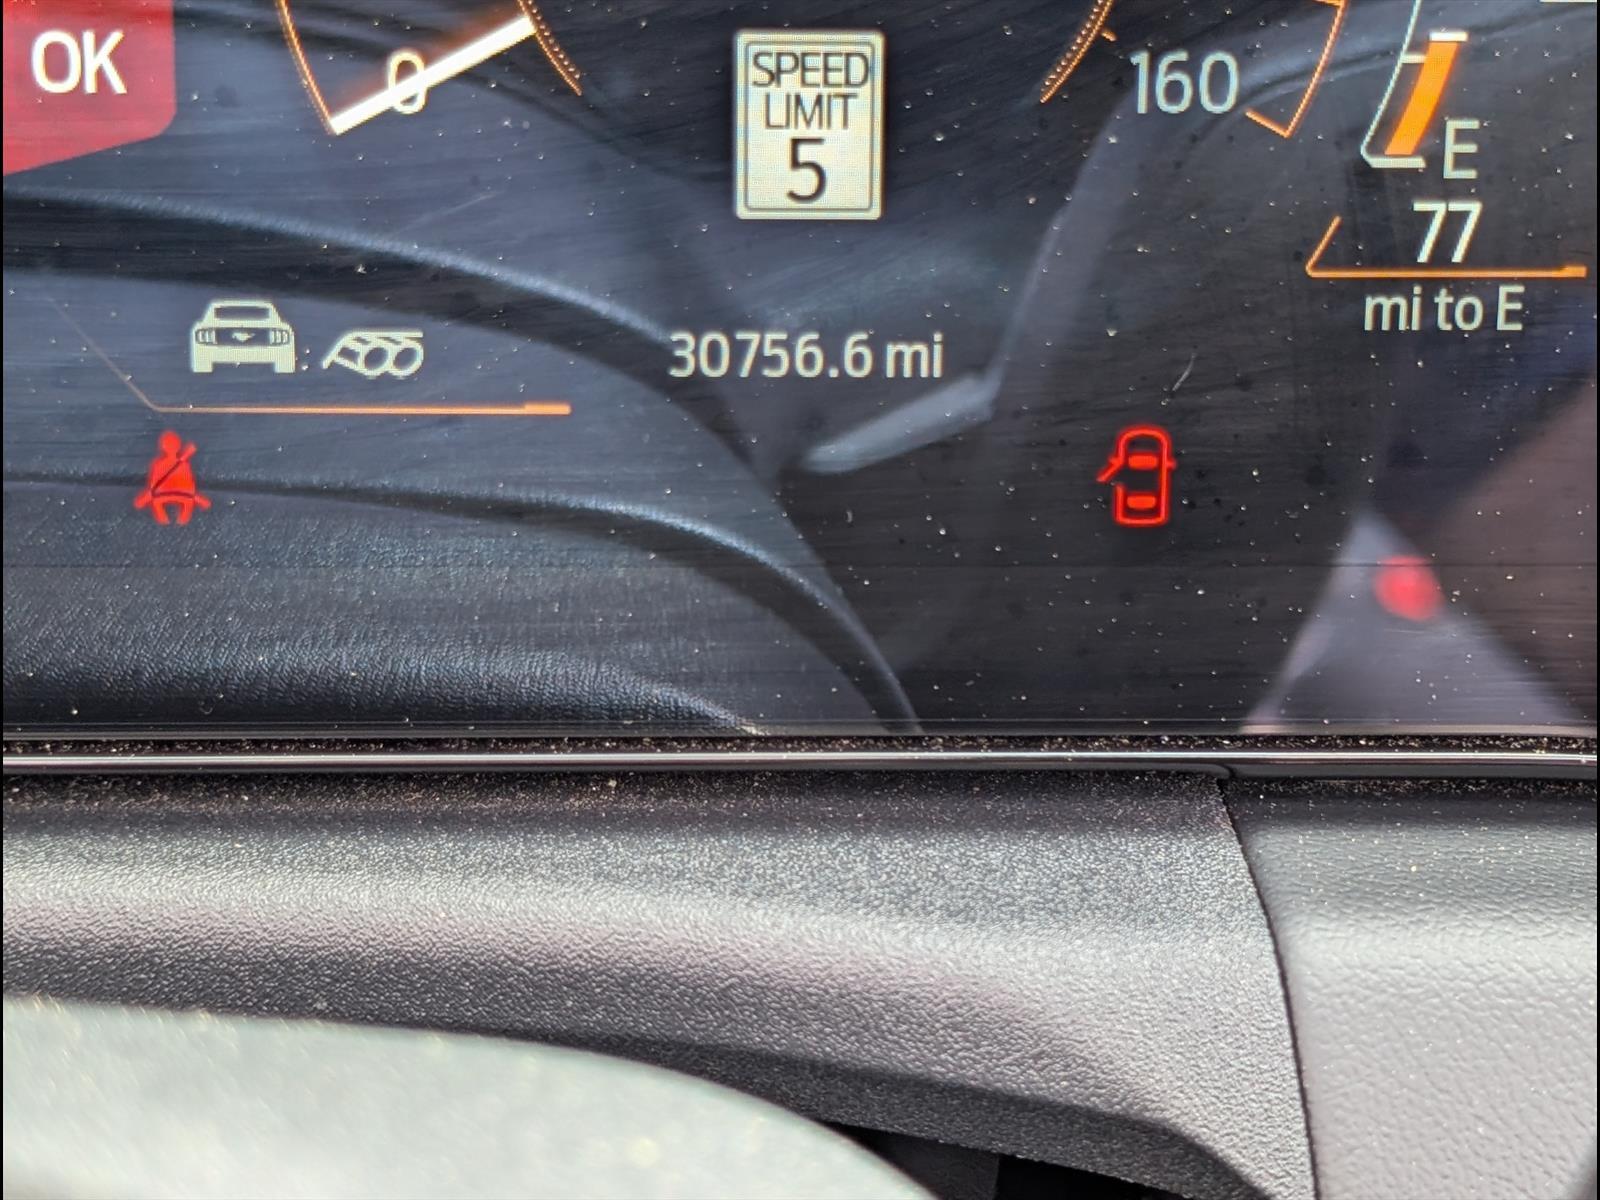 OK
0
SPEED
LIMIT
5
160
E
77
mi to E
30756.6 mi